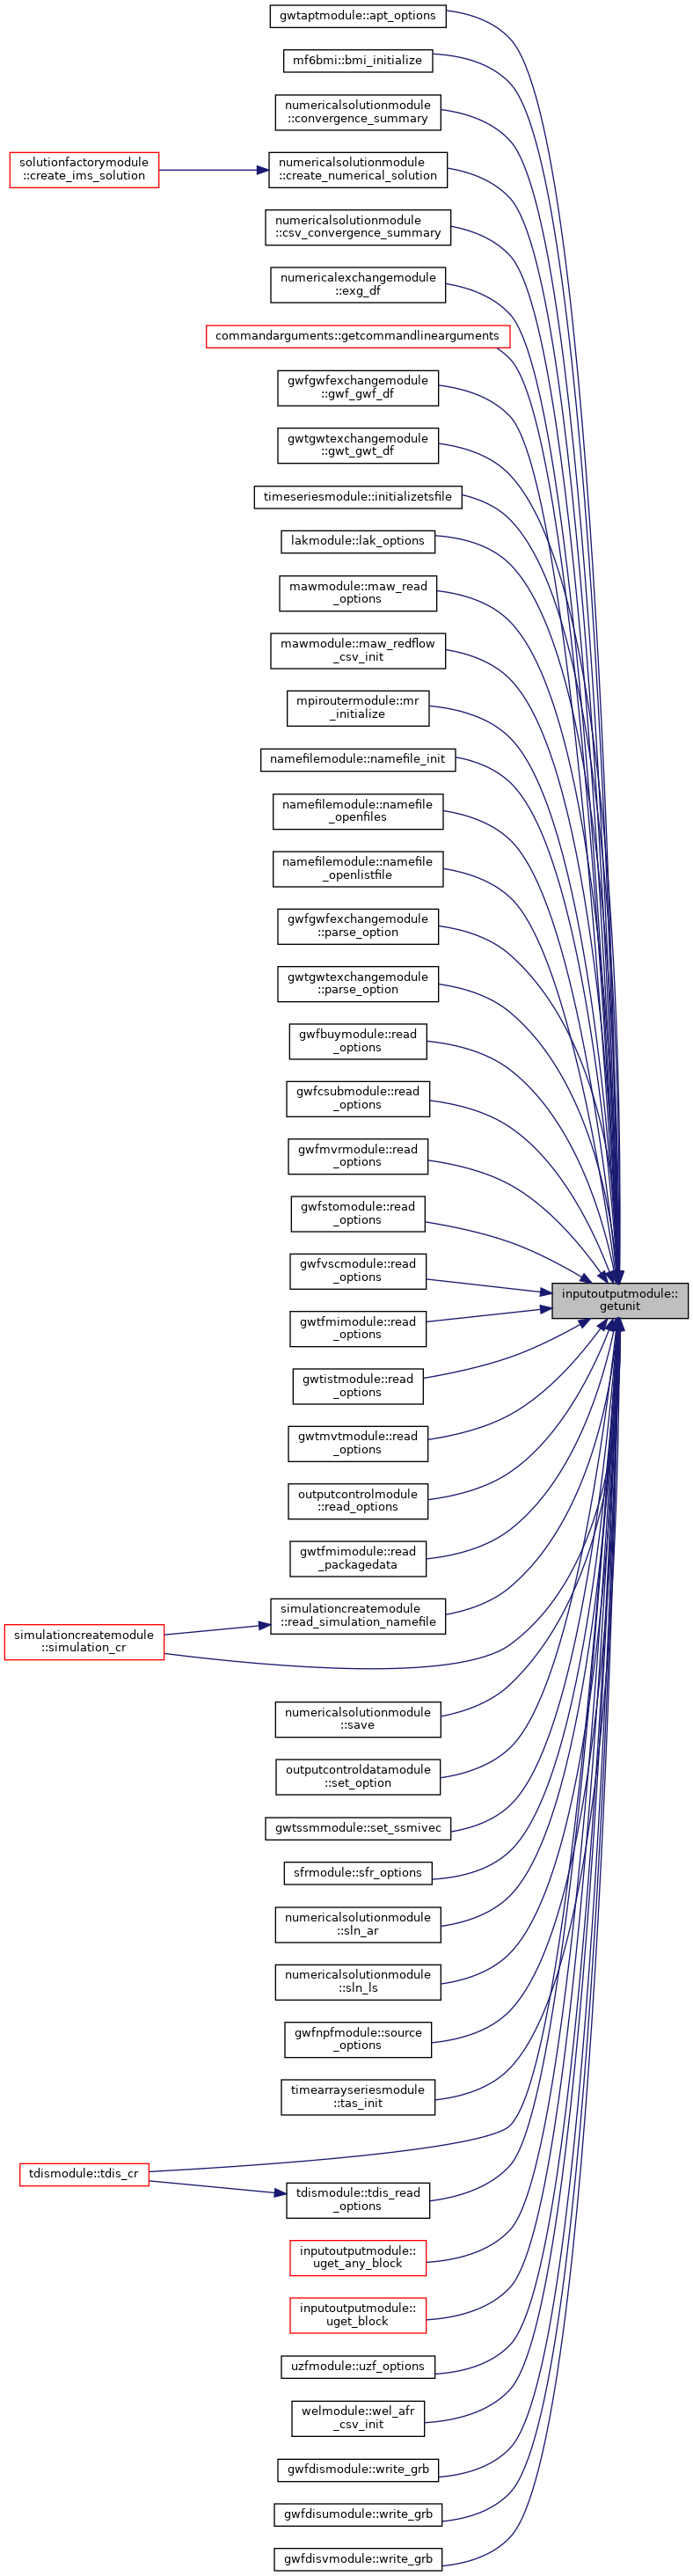 gwtaptmodule::apt_options
mf6bmi::bmi_initialize
numericalsolutionmodule
::convergence_summary
solutionfactorymodule
::create_ims_solution
numericalsolutionmodule
::create_numerical_solution
numericalsolutionmodule
::csv_convergence_summary
numericalexchangemodule
::exg_df
commandarguments::getcommandlinearguments
gwfgwfexchangemodule
::gwf_gwf_df
gwtgwtexchangemodule
::gwt_gwt_df
timeseriesmodule::initializetsfile
lakmodule::lak_options
mawmodule::maw_read
_options
mawmodule::maw_redflow
_csv_init
mpiroutermodule::mr
_initialize
namefilemodule::namefile_init
namefilemodule::namefile
_openfiles
namefilemodule::namefile
_openlistfile
gwfgwfexchangemodule
::parse_option
gwtgwtexchangemodule
::parse_option
gwfbuymodule::read
_options
gwfcsubmodule::read
_options
gwfmvrmodule::read
_options
gwfstomodule::read
_options
gwfvscmodule::read
_options
inputoutputmodule::
getunit
gwtfmimodule::read
_options
gwtistmodule::read
_options
gwtmvtmodule::read
_options
outputcontrolmodule
::read_options
gwtfmimodule::read
_packagedata
simulationcreatemodule
::read_simulation_namefile
simulationcreatemodule
::simulation_cr
numericalsolutionmodule
::save
outputcontroldatamodule
::set_option
gwtssmmodule::set_ssmivec
sfrmodule::sfr_options
numericalsolutionmodule
::sln_ar
numericalsolutionmodule
::sln_ls
gwfnpfmodule::source
_options
timearrayseriesmodule
::tas_init
tdismodule::tdis_cr
tdismodule::tdis_read
_options
inputoutputmodule::
uget_any_block
inputoutputmodule::
uget_block
uzfmodule::uzf_options
welmodule::wel_afr
_csv_init
gwfdismodule::write_grb
gwfdisumodule::write_grb
gwfdisvmodule::write_grb